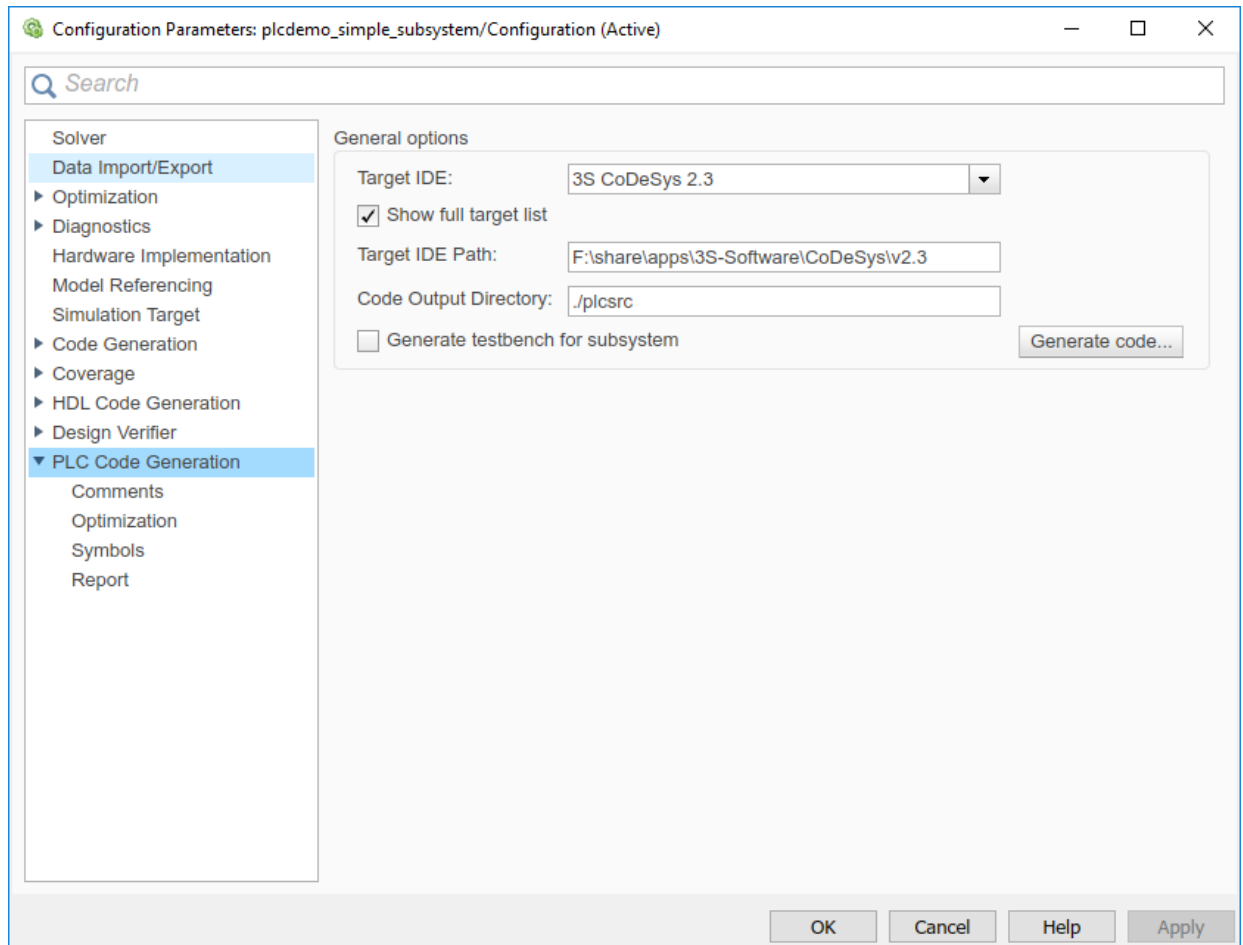 Configuration Parameters: plcdemo_simple_subsystem/Configuration (Active)
Search
Solver
Data Import/Export
Optimization
Diagnostics
Hardware Implementation
Model Referencing
Simulation Target
Code Generation
Coverage
HDL Code Generation
Design Verifier
PLC Code Generation
Comments
Optimization
Symbols
Report
General options
Target IDE: 3S CoDeSys 2.3
Show full target list
Target IDE Path: F:\share\apps\3S-Software\CoDeSys\v2.3
Code Output Directory: ./plcsrc
Generate testbench for subsystem Generate code...
OK Cancel Help Apply